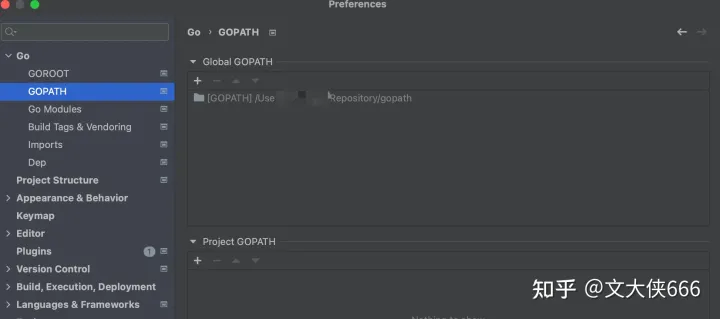 Preferences
Go
GOROOT
GOPATH
Go Modules
Build Tags & Vendoring
Imports
Dep
Project Structure
Appearance & Behavior
Keymap
Editor
Plugins 1
Version Control
Build, Execution, Deployment
Languages & Frameworks
Go › GOPATH
Global GOPATH
[GOPATH] /Use Repository/gopath
Project GOPATH
知乎 @文大侠666